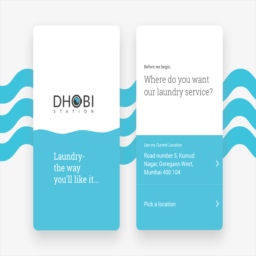 DHOBI
STATION
Laundry-
the way
you'll like it...
Before we begin,
Where do you want
our laundry service?
Use my Current Location
Road number 5, Kumud
Nagar, Goregawn West,
Mumbai 400 104
Pick a location